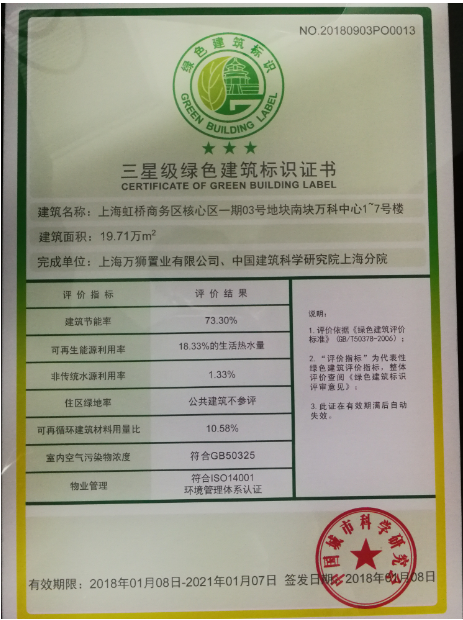 NO.20180903PO0013
绿色建筑标识
GREEN BUILDING LABEL
三星级绿色建筑标识证书
CERTIFICATE OF GREEN BUILDING LABEL
建筑名称：上海虹桥商务区核心区一期03号地块南块万科中心1~7号楼
建筑面积：19.71万m²
完成单位：上海万狮置业有限公司、中国建筑科学研究院上海分院
评价指标 评价结果
建筑节能率 73.30%
可再生能源利用率 18.33%的生活热水量
非传统水源利用率 1.33%
住区绿地率 公共建筑不参评
可再循环建筑材料用量比 10.58%
室内空气污染物浓度 符合GB50325
物业管理 符合ISO14001
环境管理体系认证
说明：
1.评价依据《绿色建筑评价
标准》（GB/T50378-2006）；
2.“评价指标”为代表性
绿色建筑评价指标，整体
评价查阅《绿色建筑标识
评审意见》；
3.此证在有效期满后自动
失效。
中国城市科学研究会
有效期限：2018年01月08日-2021年01月07日 签发日期：2018年01月08日